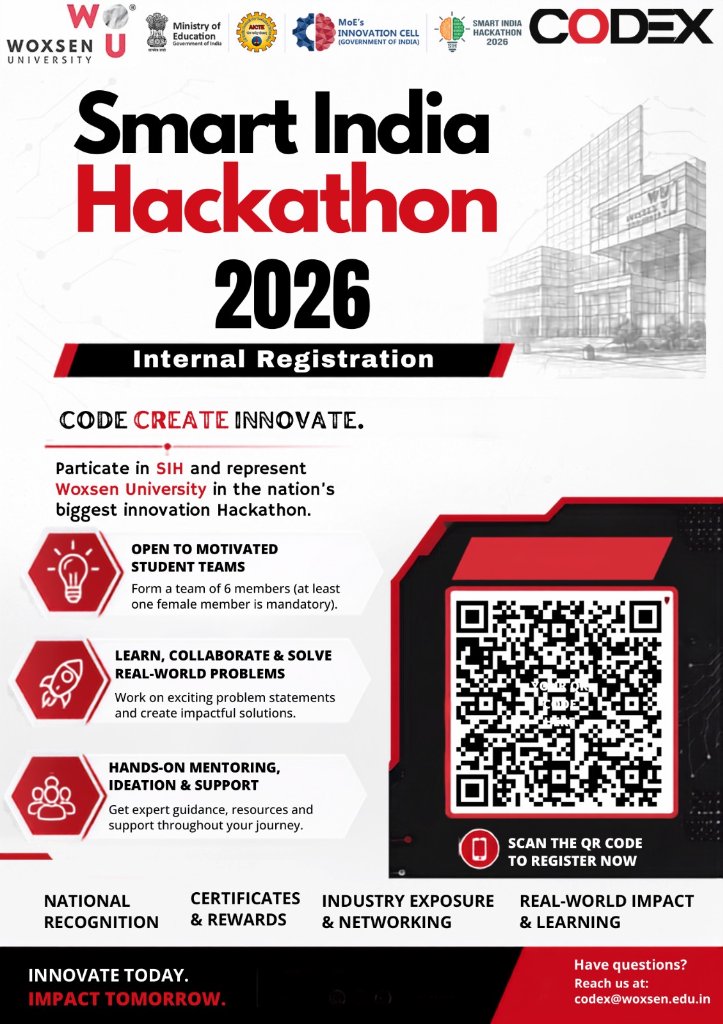 WOXSEN
UNIVERSITY
W
U
®
Ministry of
Education
Government of India
AICTE
MoE's
INNOVATION CELL
(GOVERNMENT OF INDIA)
SMART INDIA
HACKATHON
2026
CODEX
Smart India
Hackathon
2026
Internal Registration
CODE CREATE INNOVATE.
Particate in SIH and represent
Woxsen University in the nation's
biggest innovation Hackathon.
OPEN TO MOTIVATED
STUDENT TEAMS
Form a team of 6 members (at least
one female member is mandatory).
LEARN, COLLABORATE & SOLVE
REAL-WORLD PROBLEMS
Work on exciting problem statements
and create impactful solutions.
HANDS-ON MENTORING,
IDEATION & SUPPORT
Get expert guidance, resources and
support throughout your journey.
YOUR QR
CODE
HERE
SCAN THE QR CODE
TO REGISTER NOW
NATIONAL
RECOGNITION
CERTIFICATES
& REWARDS
INDUSTRY EXPOSURE
& NETWORKING
REAL-WORLD IMPACT
& LEARNING
INNOVATE TODAY.
IMPACT TOMORROW.
Have questions?
Reach us at:
codex@woxsen.edu.in